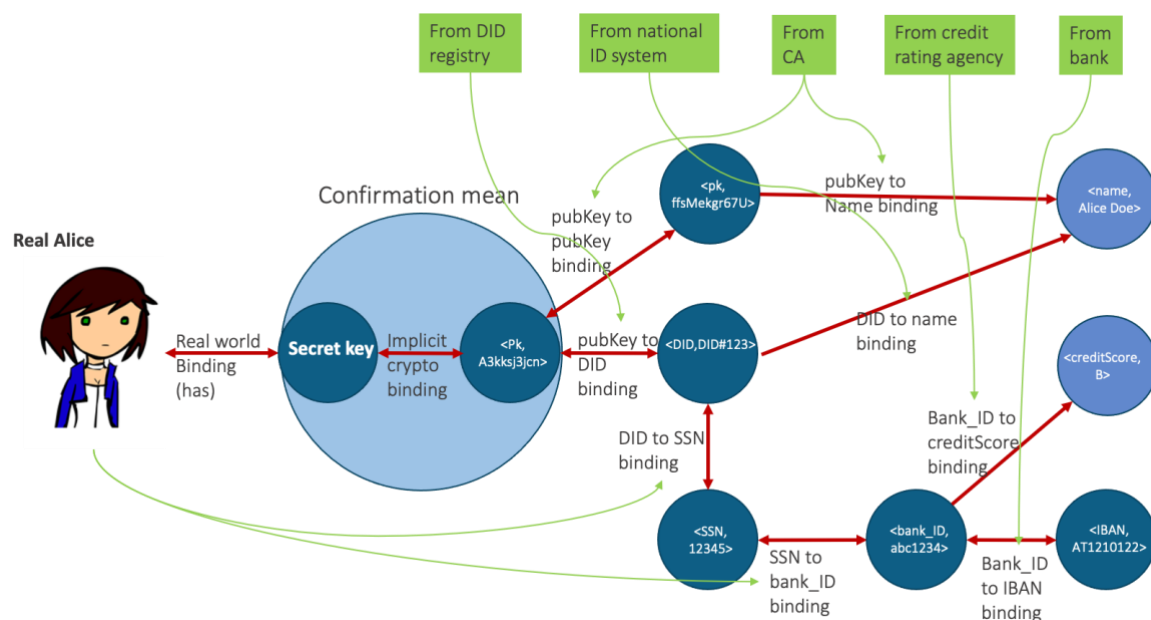 From DID
registry
From national
ID system
From
CA
From credit
rating agency
From
bank
Confirmation mean
Real Alice
pubKey to
pubKey
binding
<pk,
ffsMekgr67U>
pubKey to
Name binding
<name,
Alice Doe>
Real world
Binding
(has)
Secret key
Implicit
crypto
binding
<Pk,
A3kksj3jcn>
pubKey to
DID
binding
<DID,DID#123>
DID to name
binding
<creditScore,
B>
DID to SSN
binding
Bank_ID to
creditScore
binding
<SSN,
12345>
SSN to
bank_ID
binding
<bank_ID,
abc1234>
Bank_ID
to IBAN
binding
<IBAN,
AT1210122>